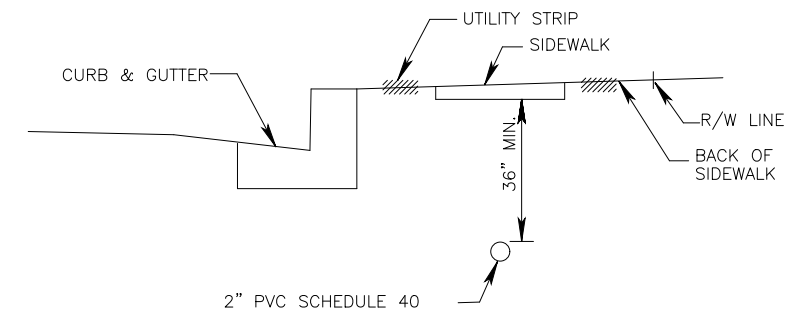 UTILITY STRIP
SIDEWALK
CURB & GUTTER
R/W LINE
36" MIN.
BACK OF
SIDEWALK
2" PVC SCHEDULE 40